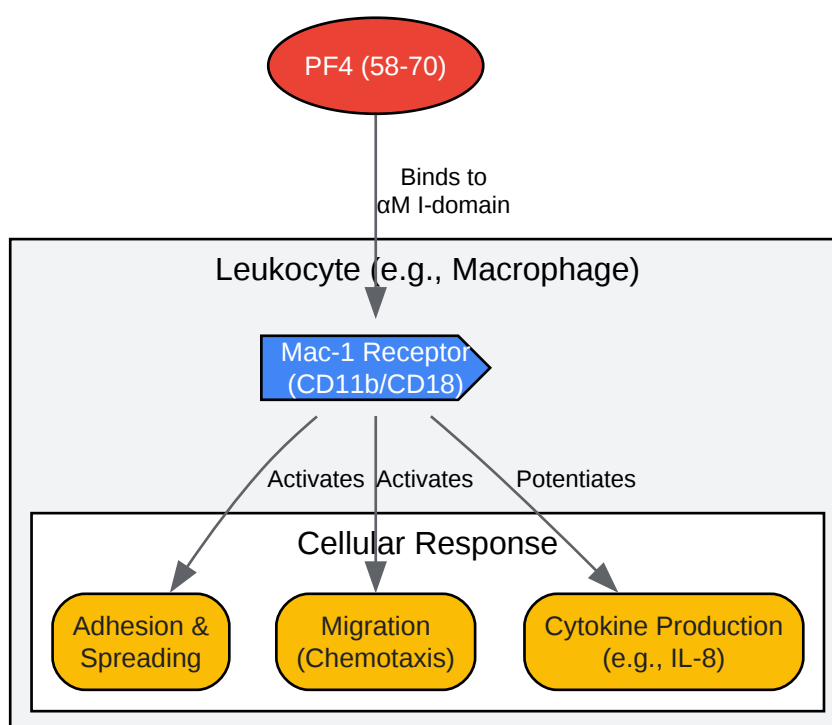 PF4 (58-70)
Binds to
αM I-domain
Leukocyte (e.g., Macrophage)
Mac-1 Receptor
(CD11b/CD18)
Activates
Activates
Potentiates
Cellular Response
Adhesion &
Spreading
Migration
(Chemotaxis)
Cytokine Production
(e.g., IL-8)